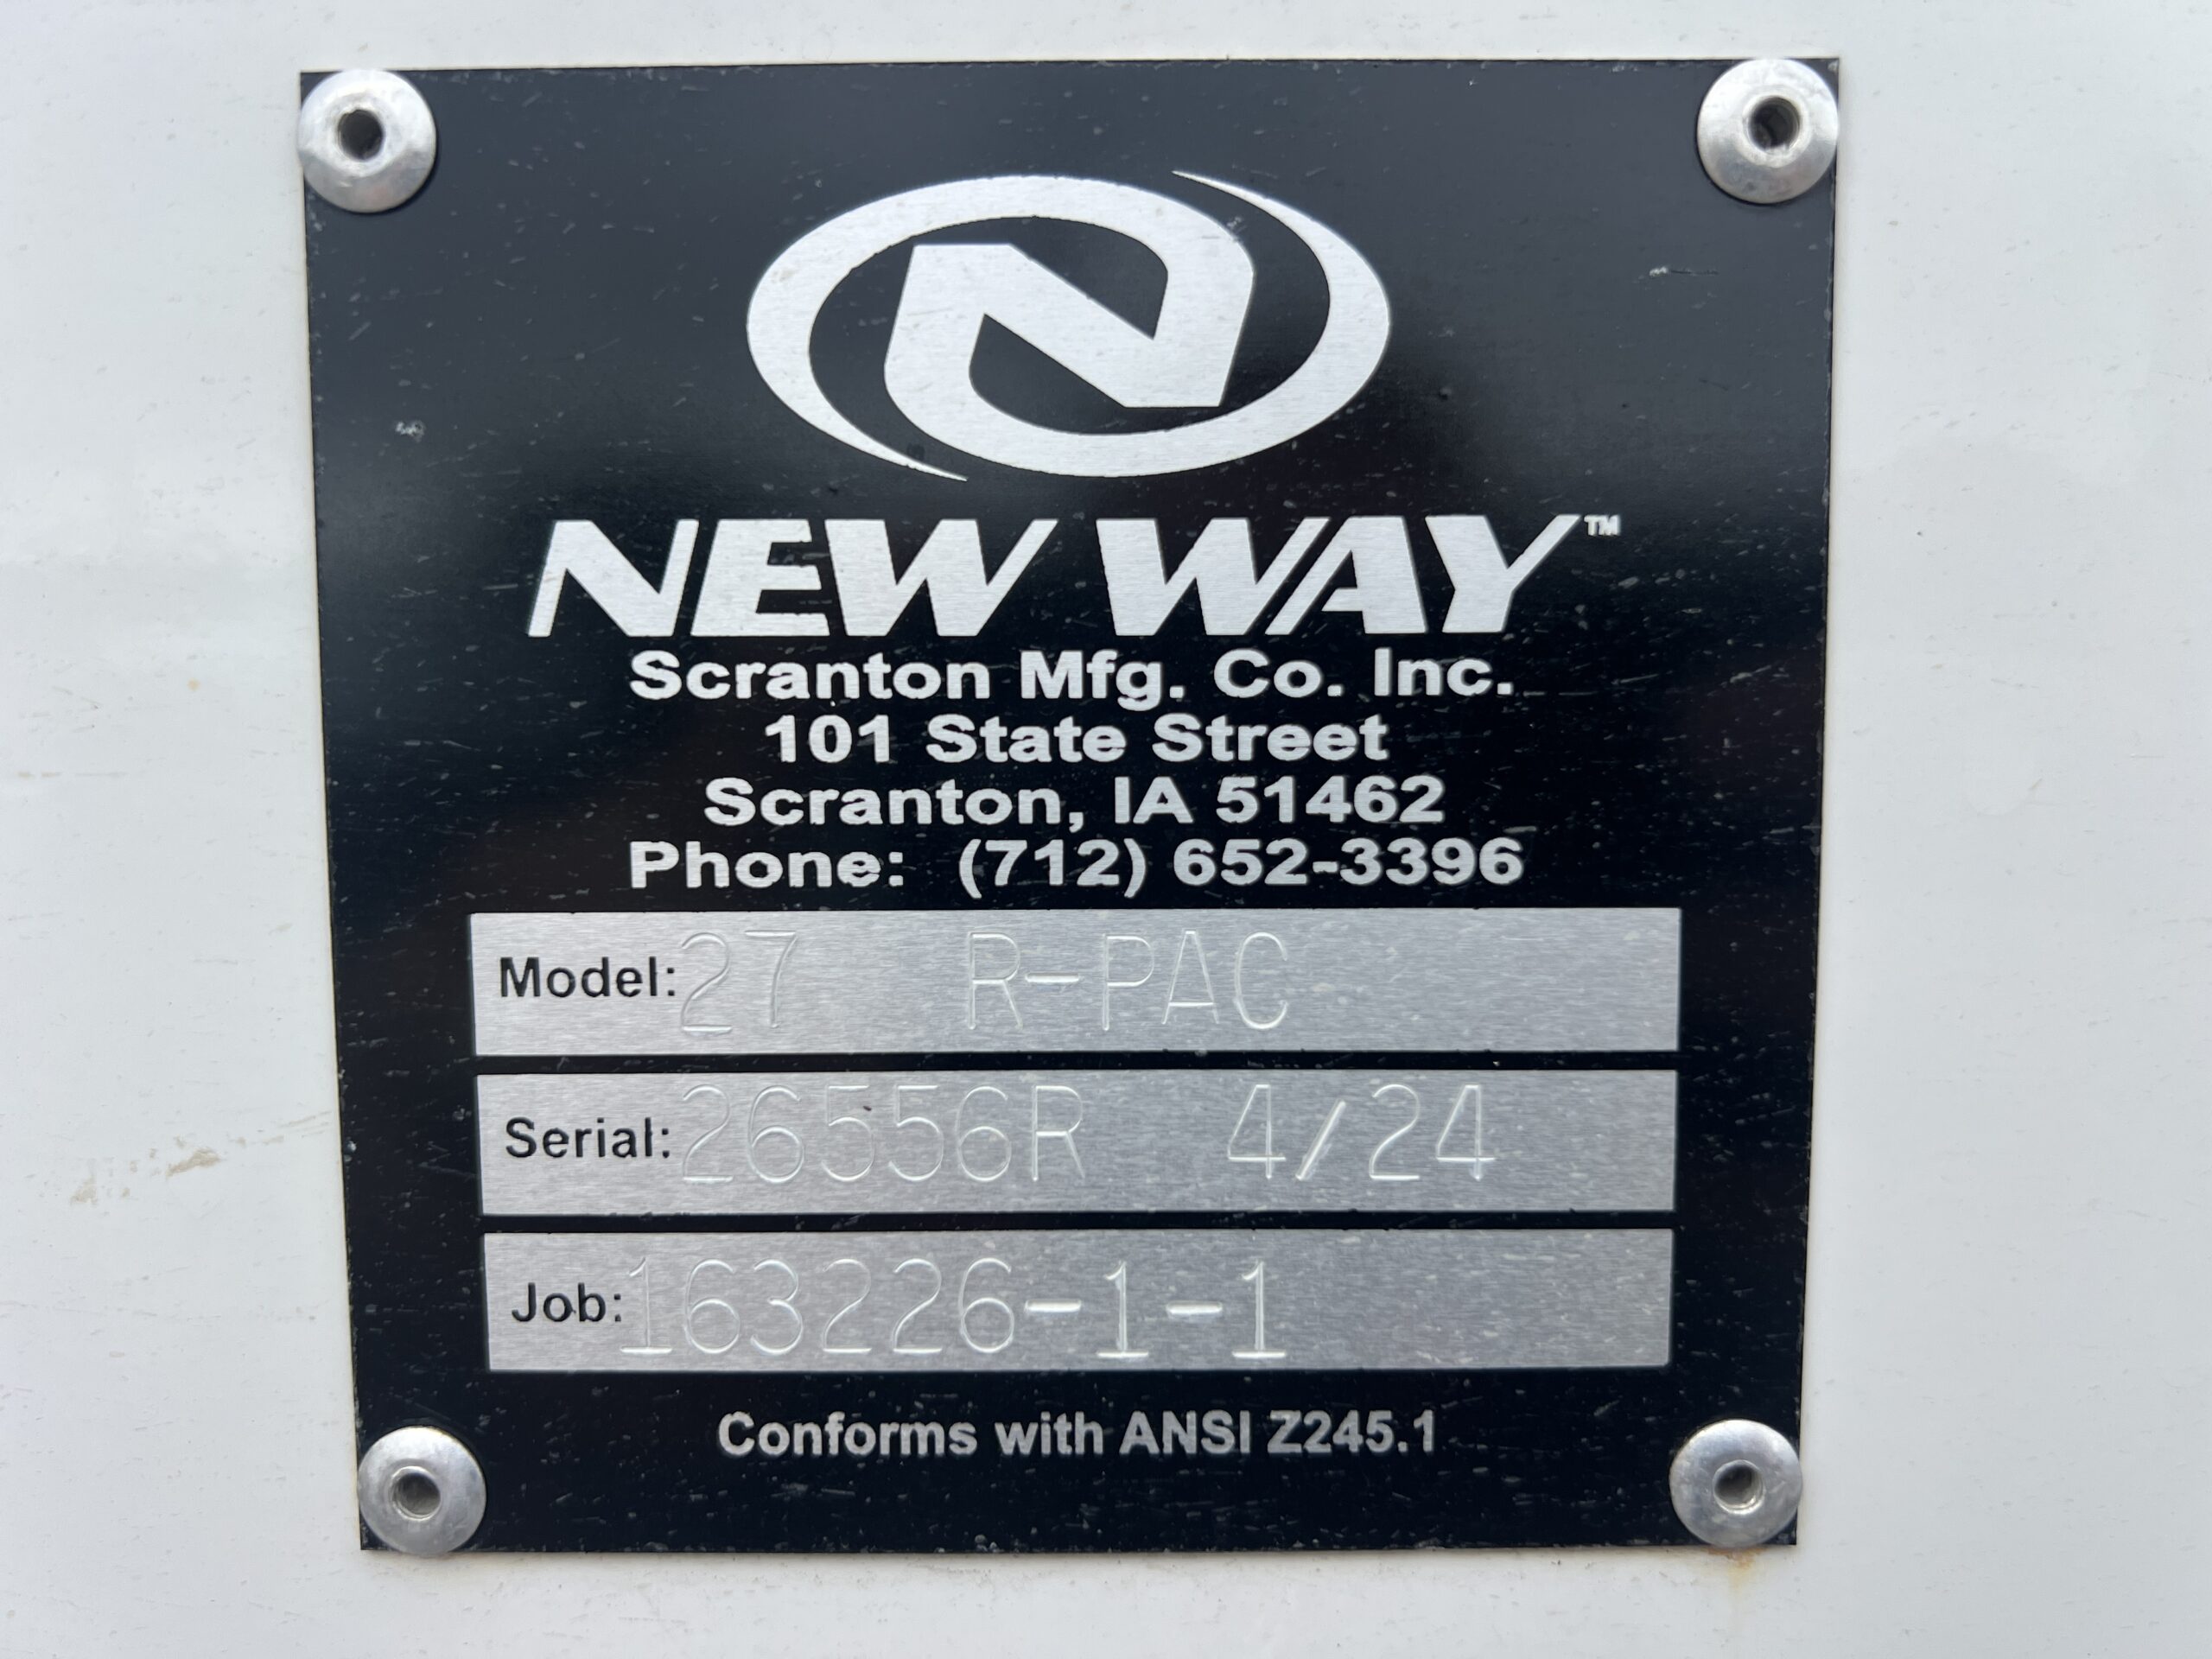 N
NEW WAY™
Scranton Mfg. Co. Inc.
101 State Street
Scranton, IA 51462
Phone: (712) 652-3396
Model: 27 R-PAC
Serial: 26556R 4/24
Job: 163226-1-1
Conforms with ANSI Z245.1